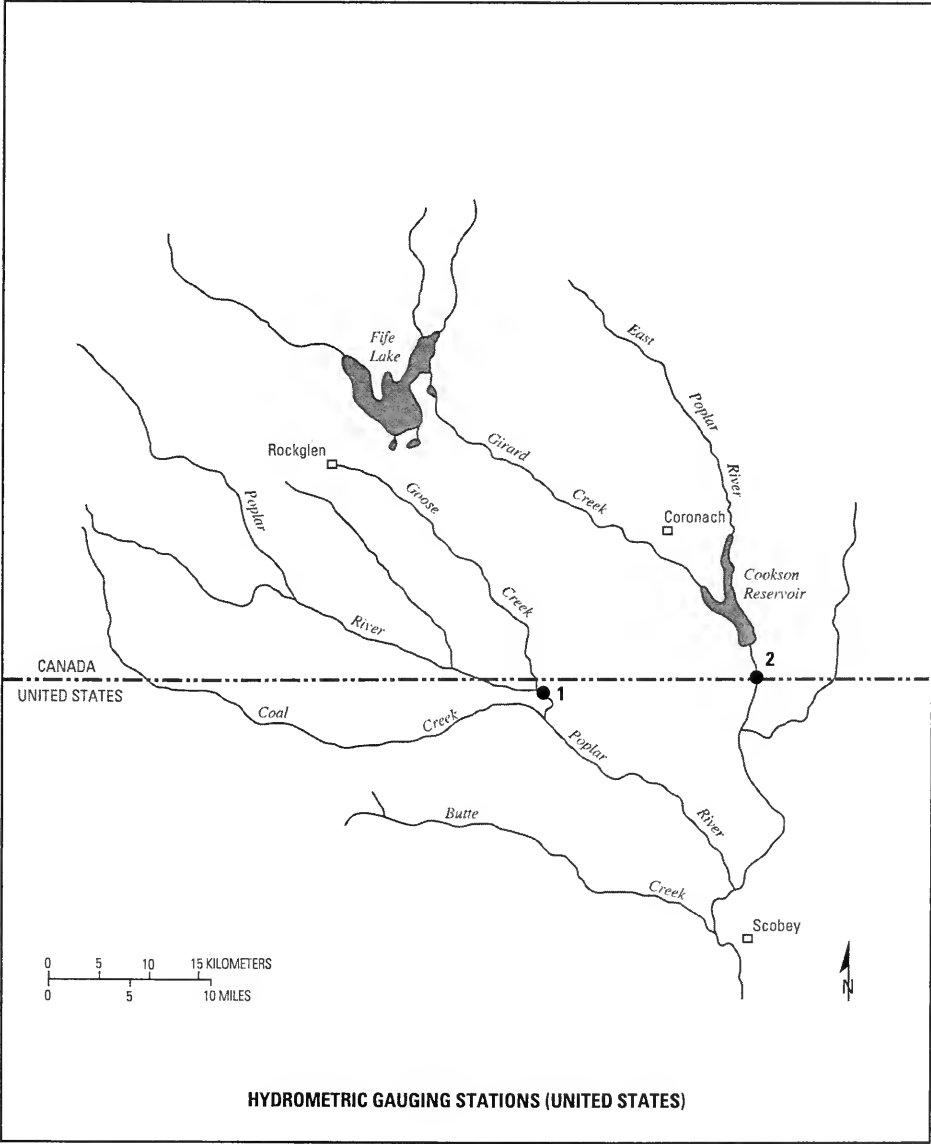 Fife
Lake
East
Poplar
River
Rockglen
Girard
Creek
Goose
Creek
Coronach
Poplar
River
Cookson
Reservoir
CANADA
UNITED STATES
1
2
Coal
Creek
Poplar
River
Butte
Creek
Scobey
0 5 10 15 KILOMETERS
0 5 10 MILES
N
HYDROMETRIC GAUGING STATIONS (UNITED STATES)